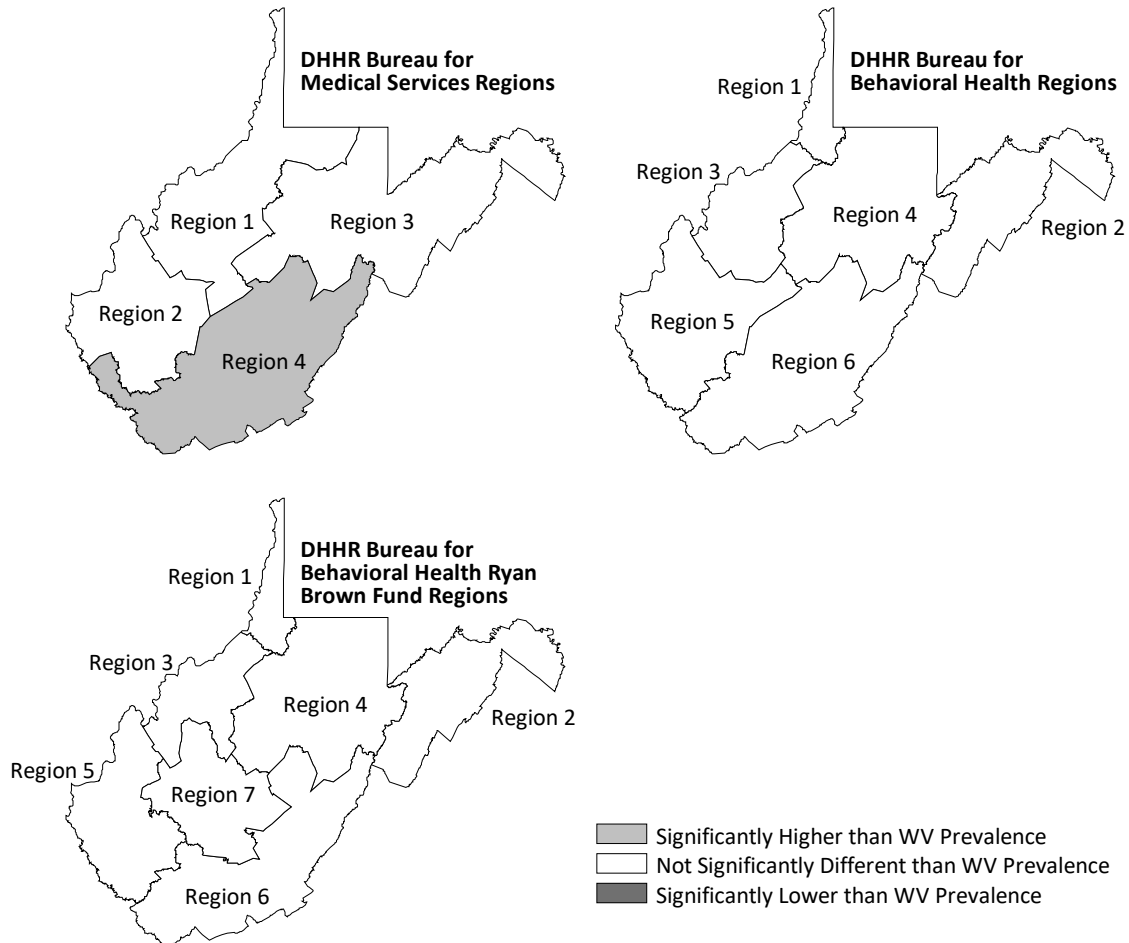 DHHR Bureau for
Medical Services Regions
Region 1
Region 3
Region 2
Region 4
DHHR Bureau for
Behavioral Health Regions
Region 1
Region 3
Region 4
Region 2
Region 5
Region 6
DHHR Bureau for
Behavioral Health Ryan
Brown Fund Regions
Region 1
Region 3
Region 4
Region 2
Region 5
Region 7
Region 6
Significantly Higher than WV Prevalence
Not Significantly Different than WV Prevalence
Significantly Lower than WV Prevalence